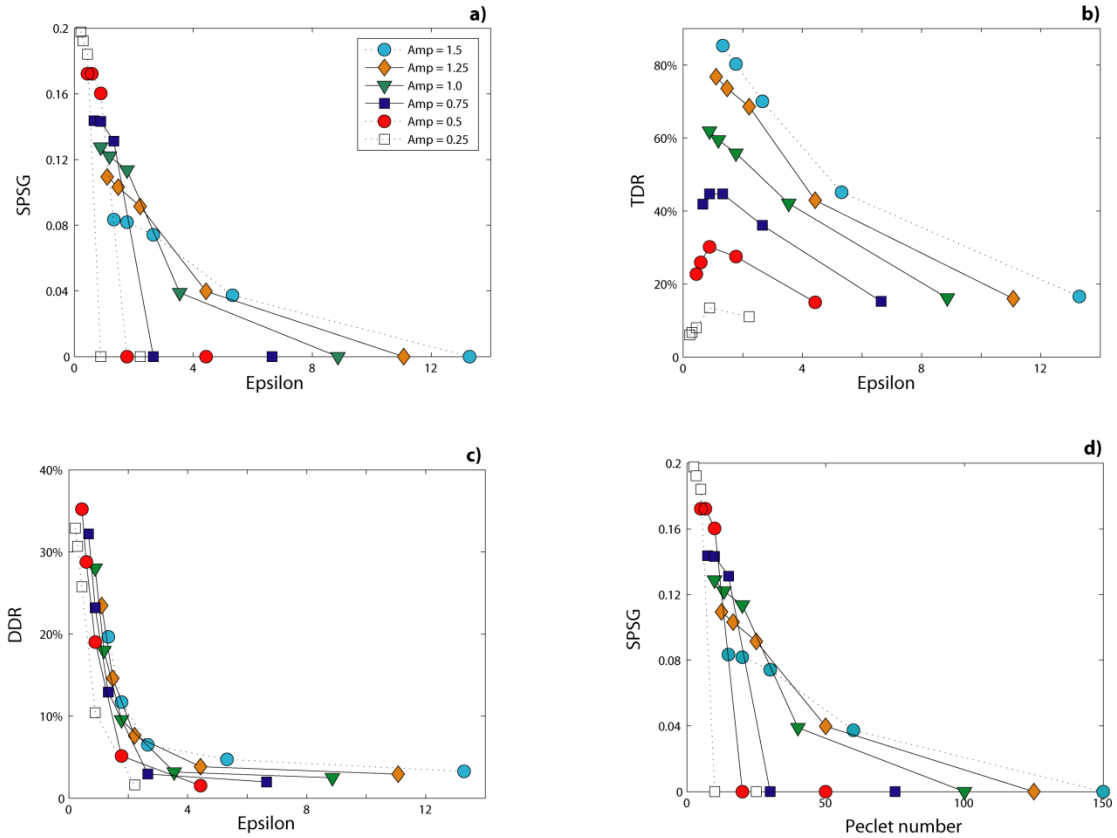 a)
0.2
0.16
0.12
0.08
0.04
0
SPSG
Amp = 1.5
Amp = 1.25
Amp = 1.0
Amp = 0.75
Amp = 0.5
Amp = 0.25
0 4 8 12
Epsilon
b)
80%
60%
40%
20%
0
TDR
0 4 8 12
Epsilon
c)
40%
30%
20%
10%
0
DDR
0 4 8 12
Epsilon
d)
0.2
0.16
0.12
0.08
0.04
0
SPSG
0 50 100 150
Peclet number